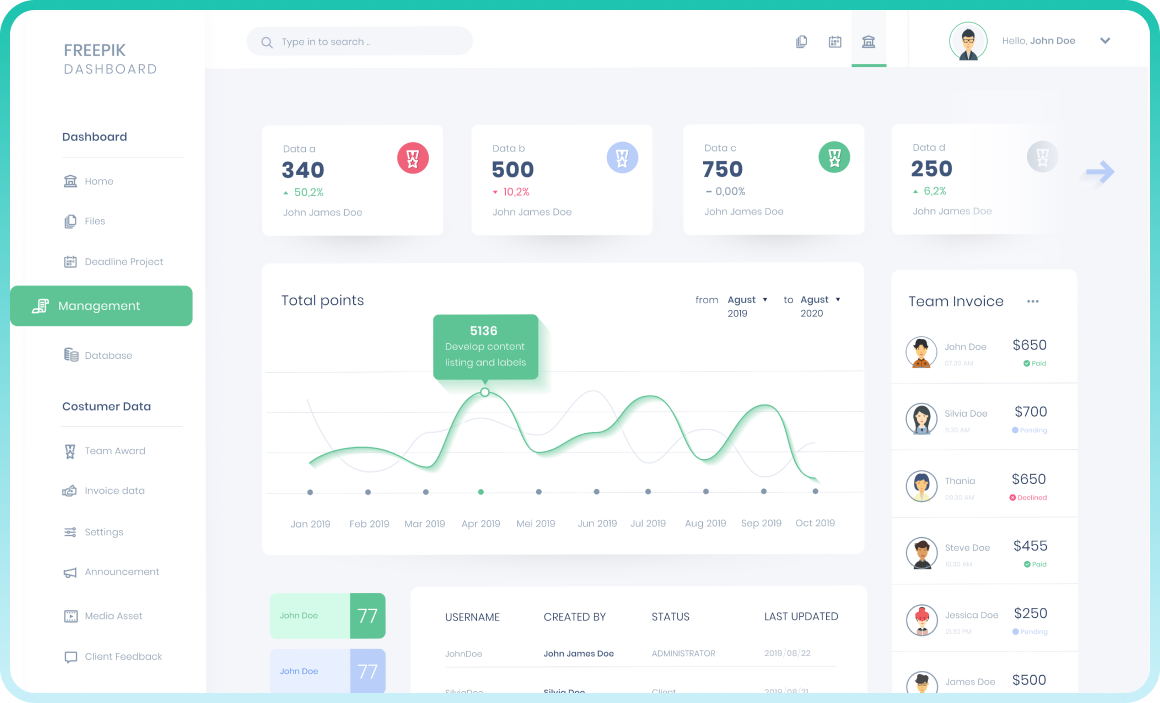 FREEPIK
DASHBOARD
Type in to search ..
Hello, John Doe
Dashboard
Home
Files
Deadline Project
Management
Database
Costumer Data
Team Award
Invoice data
Settings
Announcement
Media Asset
Client Feedback
Data a
340
50,2%
John James Doe
Data b
500
10,2%
John James Doe
Data c
750
0,00%
John James Doe
Data d
250
6,2%
John James Doe
Total points
from Agust to Agust
2019 2020
5136
Develop content
listing and labels
Jan 2019 Feb 2019 Mar 2019 Apr 2019 Mei 2019 Jun 2019 Jul 2019 Aug 2019 Sep 2019 Oct 2019
Team Invoice
John Doe $650
07.30 AM Paid
Silvia Doe $700
11.30 AM Pending
Thania $650
08.30 AM Declined
Steve Doe $455
10.30 AM Paid
Jessica Doe $250
21.30 PM Pending
James Doe $500
John Doe 77
John Doe 77
USERNAME CREATED BY STATUS LAST UPDATED
JohnDoe John James Doe ADMINISTRATOR 2019/08/22
SilviaDoe Silvia Doe Client 2019/08/21